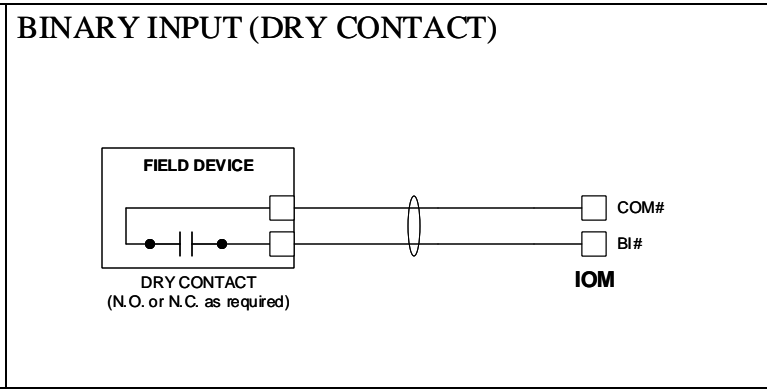 BINARY INPUT (DRY CONTACT)
FIELD DEVICE
COM#
BI#
IOM
DRY CONTACT
(N.O. or N.C. as required)